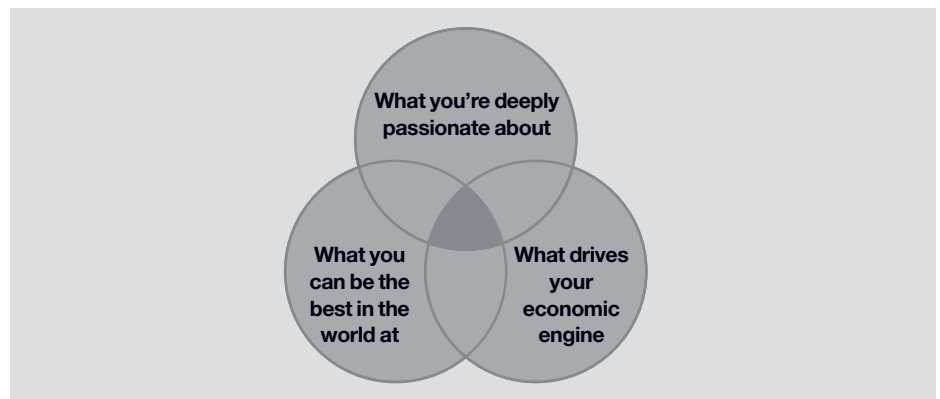 What you’re deeply
passionate about
What you
can be the
best in the
world at
What drives
your
economic
engine